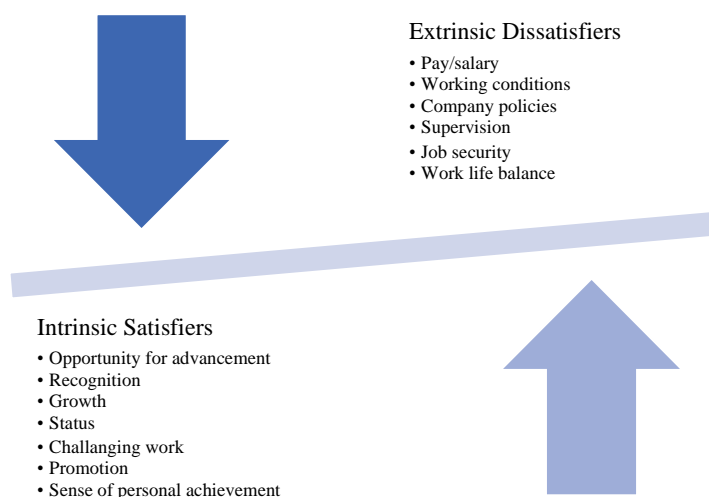 Extrinsic Dissatisfiers
• Pay/salary
• Working conditions
• Company policies
• Supervision
• Job security
• Work life balance
Intrinsic Satisfiers
• Opportunity for advancement
• Recognition
• Growth
• Status
• Challanging work
• Promotion
• Sense of personal achievement